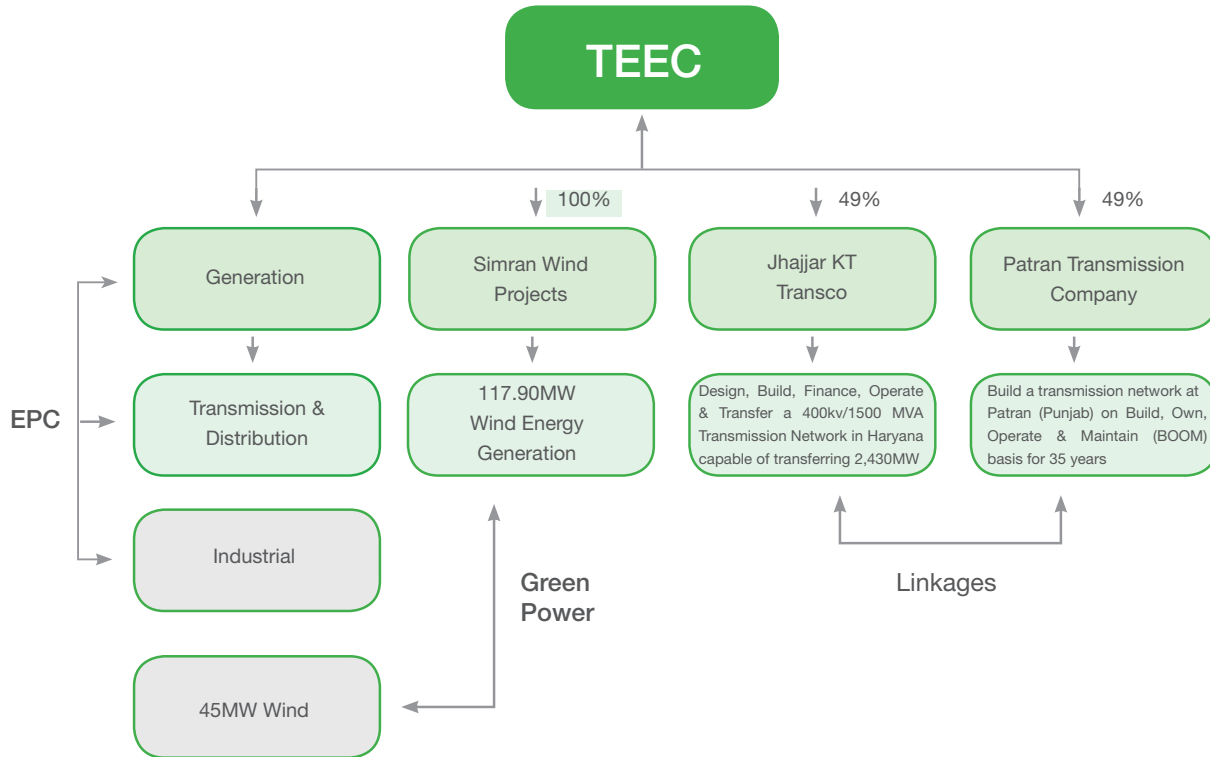 TEEC
100%
49%
49%
Generation
Simran Wind
Projects
Jhajjar KT
Transco
Patran Transmission
Company
EPC
Transmission &
Distribution
117.90MW
Wind Energy
Generation
Design, Build, Finance, Operate
& Transfer a 400kv/1500 MVA
Transmission Network in Haryana
capable of transferring 2,430MW
Build a transmission network at
Patran (Punjab) on Build, Own,
Operate & Maintain (BOOM)
basis for 35 years
Industrial
Green
Power
Linkages
45MW Wind